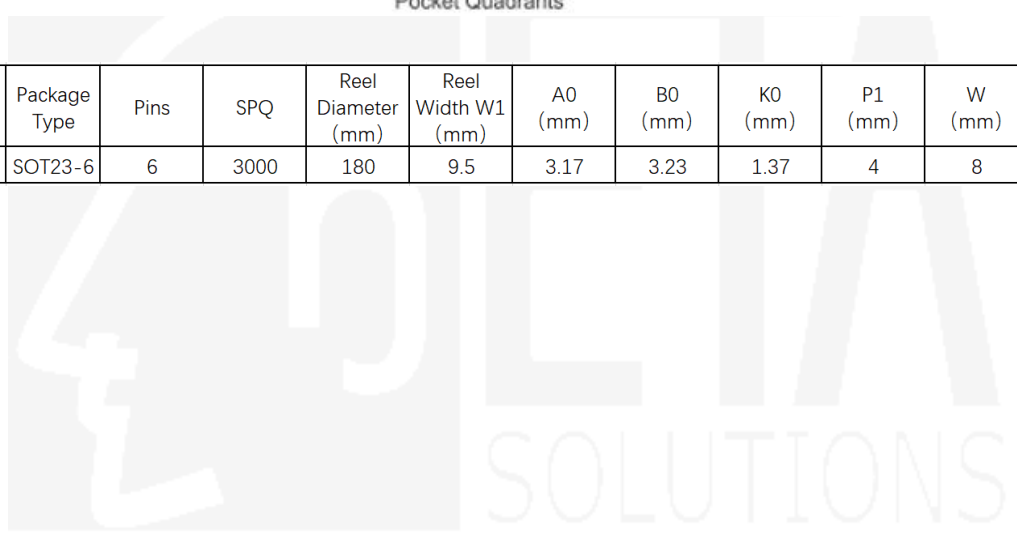 Pocket Quadrants
Package Type Pins SPQ Reel Diameter (mm) Reel Width W1 (mm) A0 (mm) B0 (mm) K0 (mm) P1 (mm) W (mm)
SOT23-6 6 3000 180 9.5 3.17 3.23 1.37 4 8
ETA
SOLUTIONS